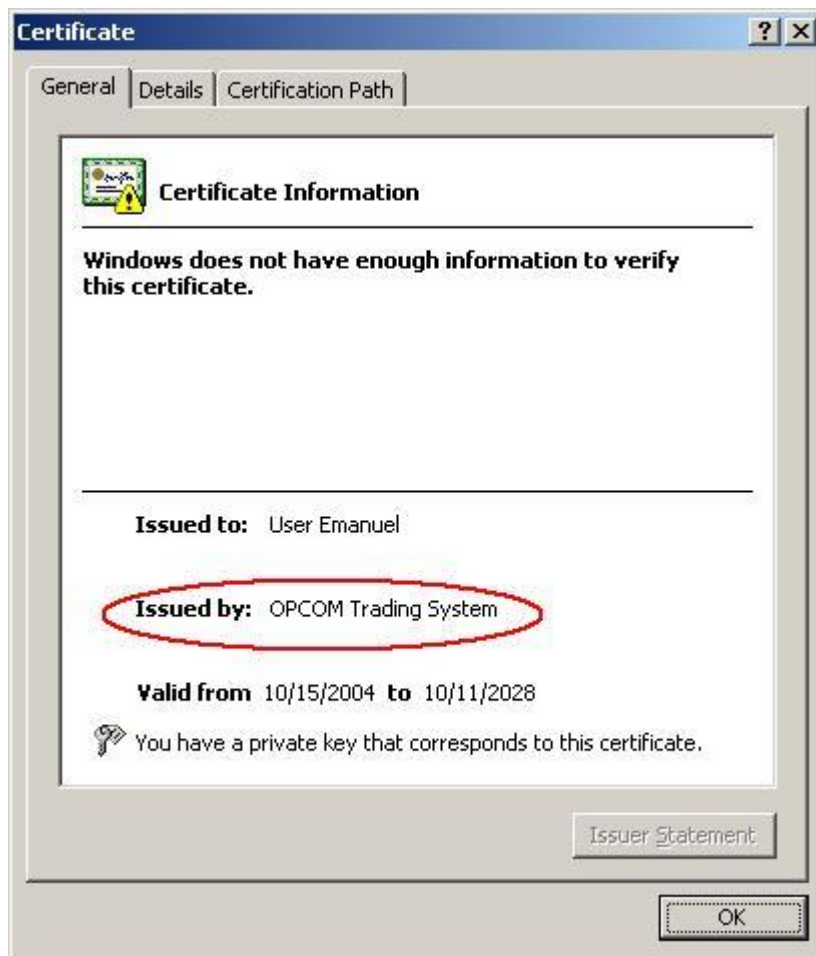 Certificate
General Details Certification Path
Certificate Information
Windows does not have enough information to verify
this certificate.
Issued to: User Emanuel
Issued by: OPCOM Trading System
Valid from 10/15/2004 to 10/11/2028
You have a private key that corresponds to this certificate.
Issuer Statement
OK